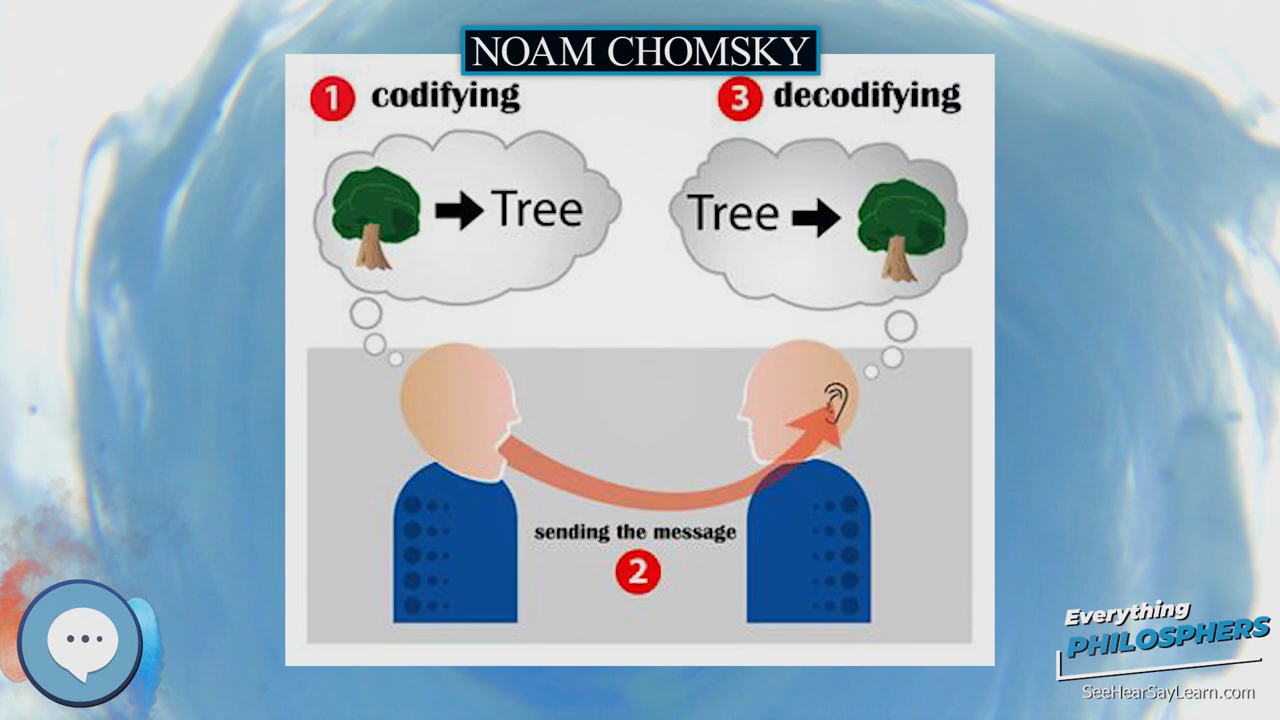 NOAM CHOMSKY
1 codifying
3 decodifying
Tree
Tree
sending the message
2
Everything
PHILOSPHERS
SeeHearSayLearn.com